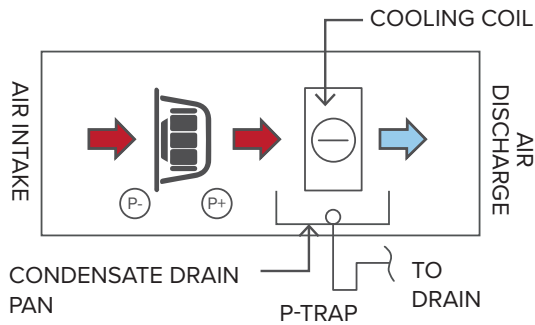 COOLING COIL
AIR INTAKE
AIR
DISCHARGE
P-
P+
CONDENSATE DRAIN
PAN
P-TRAP
TO
DRAIN